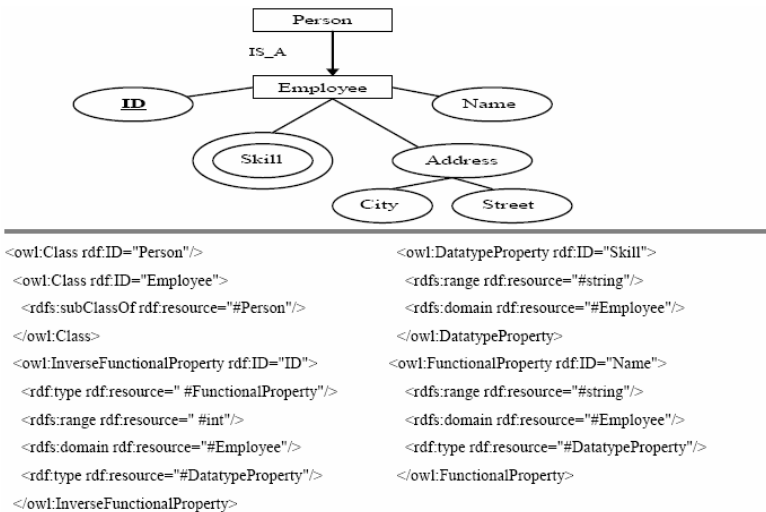 Person
IS_A
Employee
ID
Name
Skill
Address
City
Street
<owl:Class rdf:ID="Person"/>
<owl:Class rdf:ID="Employee">
<rdfs:subClassOf rdf:resource="#Person"/>
</owl:Class>
<owl:InverseFunctionalProperty rdf:ID="ID">
<rdf:type rdf:resource=" #FunctionalProperty"/>
<rdfs:range rdf:resource=" #int"/>
<rdfs:domain rdf:resource="#Employee"/>
<rdf:type rdf:resource="#DatatypeProperty"/>
</owl:InverseFunctionalProperty>
<owl:DatatypeProperty rdf:ID="Skill">
<rdfs:range rdf:resource="#string"/>
<rdfs:domain rdf:resource="#Employee"/>
</owl:DatatypeProperty>
<owl:FunctionalProperty rdf:ID="Name">
<rdfs:range rdf:resource="#string"/>
<rdfs:domain rdf:resource="#Employee"/>
<rdf:type rdf:resource="#DatatypeProperty"/>
</owl:FunctionalProperty>